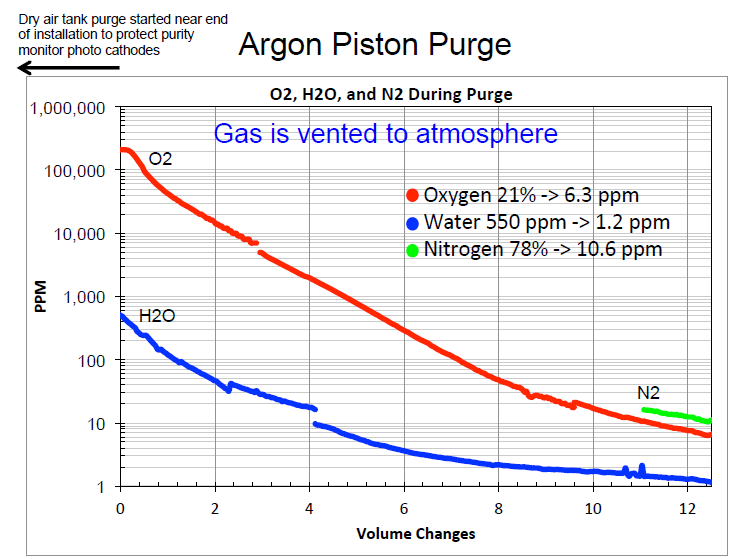 Dry air tank purge started near end
of installation to protect purity
monitor photo cathodes
Argon Piston Purge
O2, H2O, and N2 During Purge
Gas is vented to atmosphere
1,000,000
100,000
10,000
1,000
100
10
1
PPM
O2
H2O
N2
Oxygen 21% -> 6.3 ppm
Water 550 ppm -> 1.2 ppm
Nitrogen 78% -> 10.6 ppm
0 2 4 6 8 10 12
Volume Changes